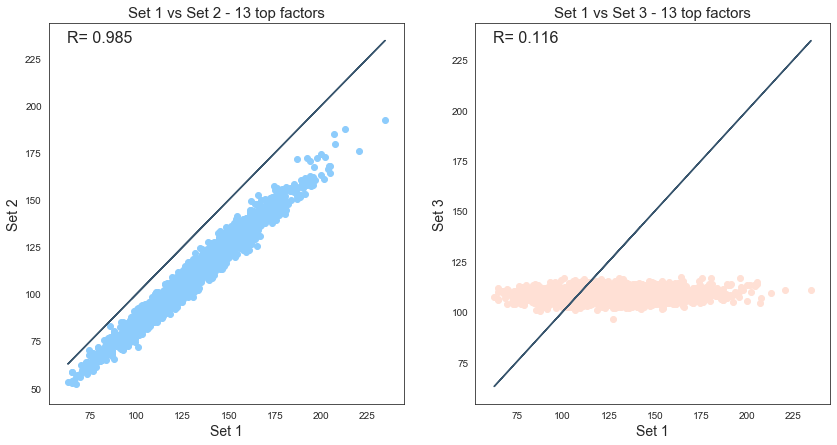 Set 1 vs Set 2 - 13 top factors
R= 0.985
225
200
175
150
125
100
75
50
Set 2
75 100 125 150 175 200 225
Set 1
Set 1 vs Set 3 - 13 top factors
R= 0.116
225
200
175
150
125
100
75
Set 3
75 100 125 150 175 200 225
Set 1